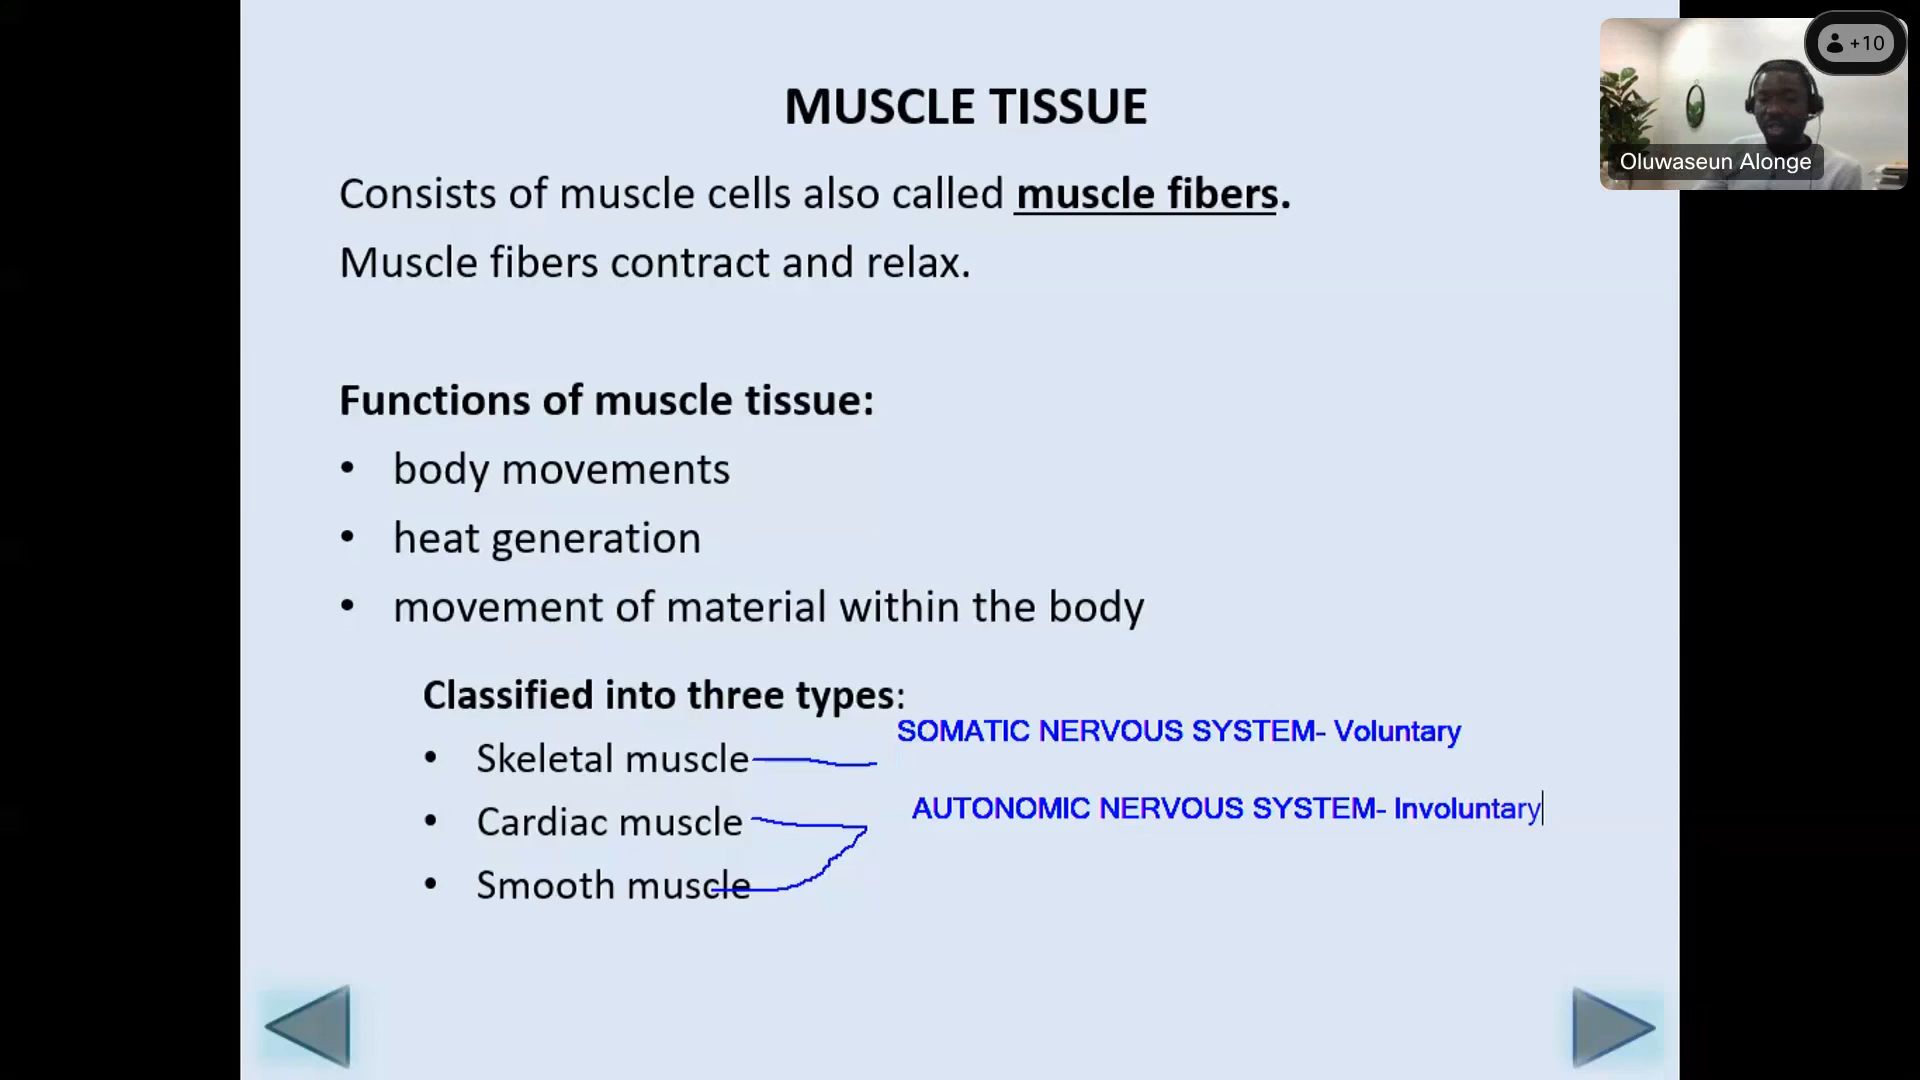 MUSCLE TISSUE
+10
Oluwaseun Alonge
Consists of muscle cells also called muscle fibers.
Muscle fibers contract and relax.
Functions of muscle tissue:
• body movements
• heat generation
• movement of material within the body
Classified into three types:
SOMATIC NERVOUS SYSTEM- Voluntary
• Skeletal muscle
AUTONOMIC NERVOUS SYSTEM- Involuntary
• Cardiac muscle
• Smooth muscle